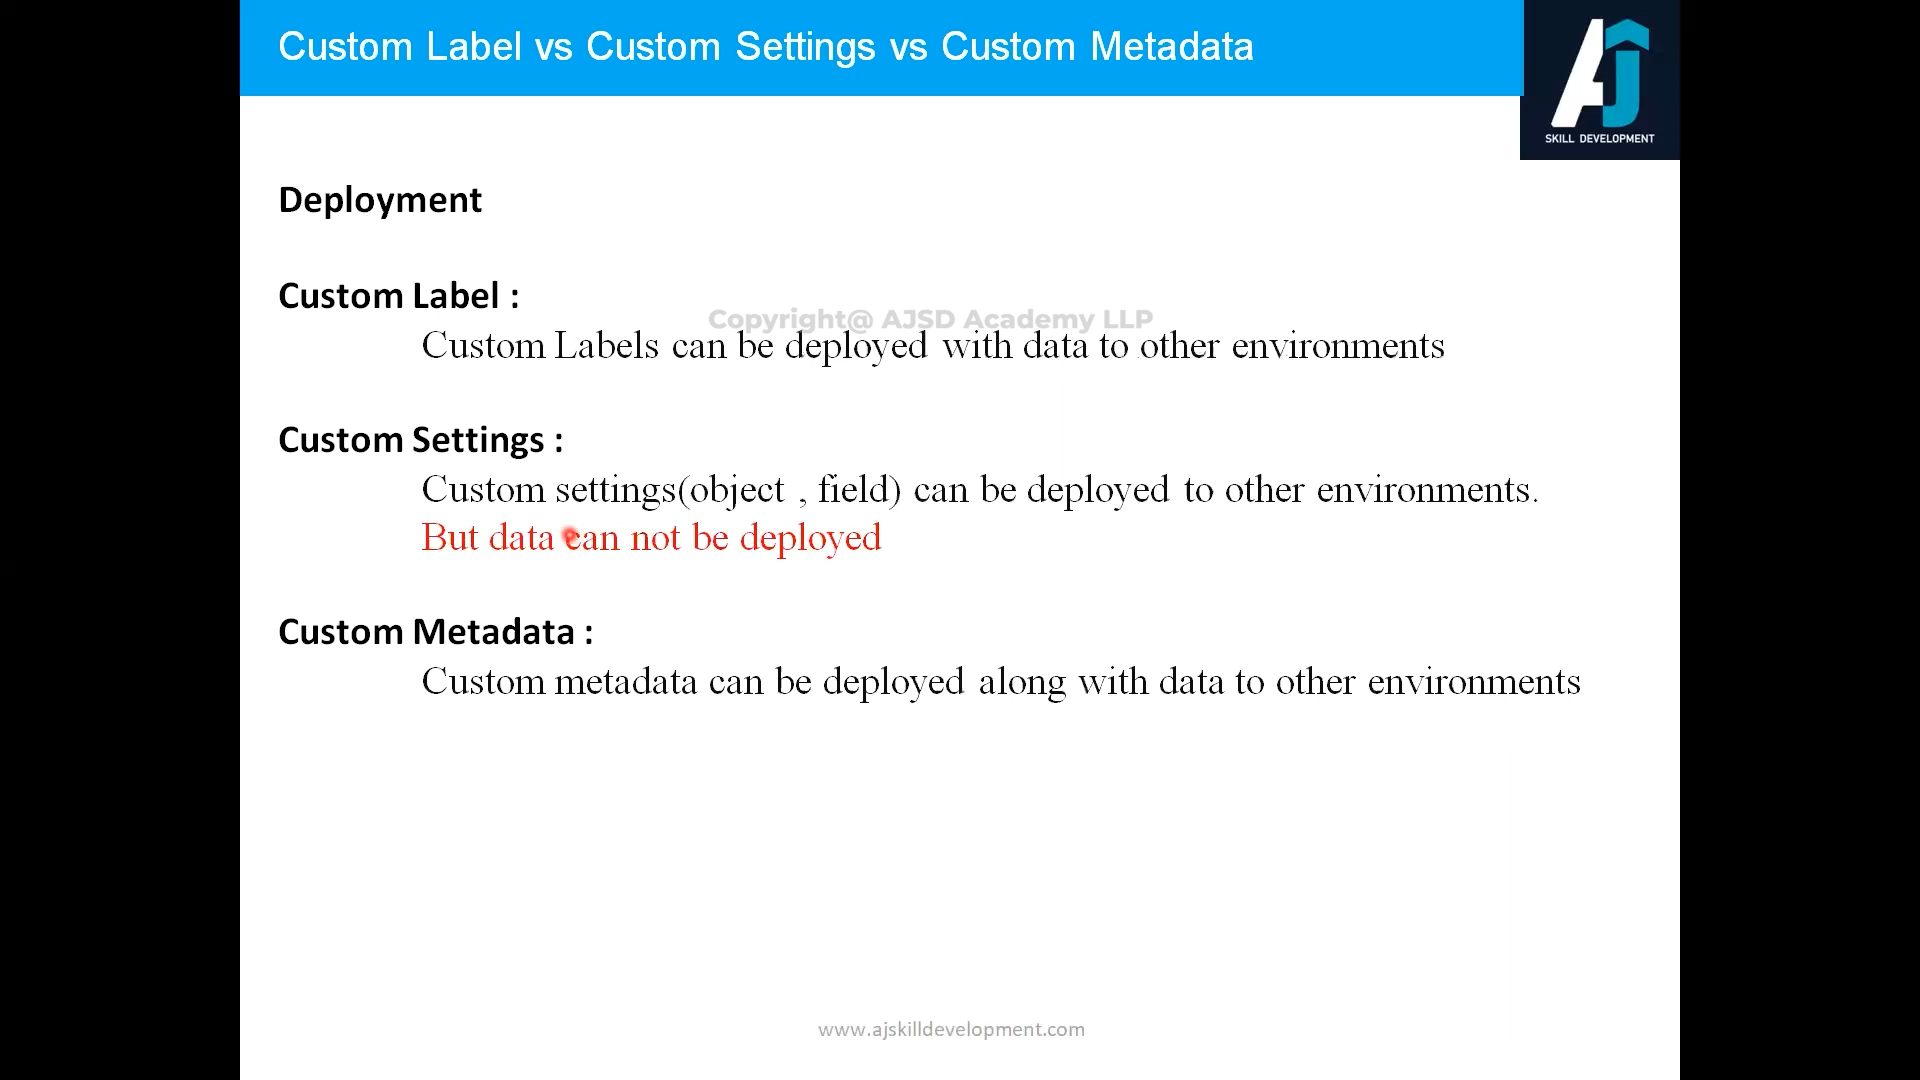 Custom Label vs Custom Settings vs Custom Metadata
AJ
SKILL DEVELOPMENT
Deployment
Custom Label :
Copyright@ AJSD Academy LLP
Custom Labels can be deployed with data to other environments
Custom Settings :
Custom settings(object , field) can be deployed to other environments.
But data can not be deployed
Custom Metadata :
Custom metadata can be deployed along with data to other environments
www.ajskilldevelopment.com